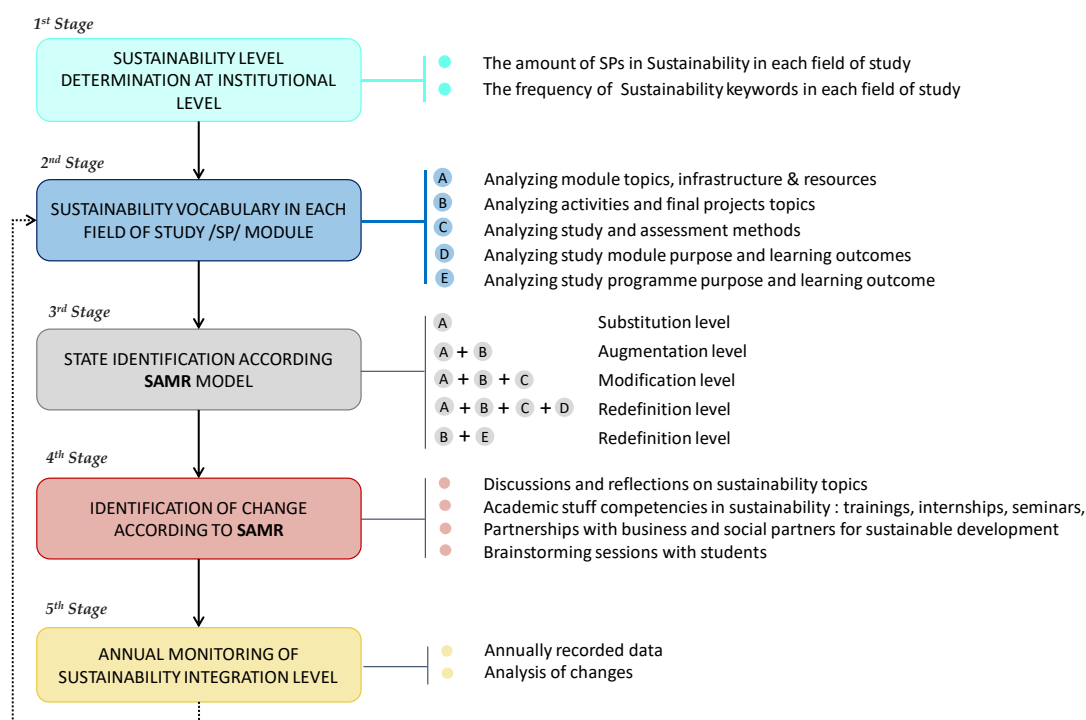 1st Stage
SUSTAINABILITY LEVEL
DETERMINATION AT INSTITUTIONAL
LEVEL
The amount of SPs in Sustainability in each field of study
The frequency of Sustainability keywords in each field of study
2nd Stage
SUSTAINABILITY VOCABULARY IN EACH
FIELD OF STUDY /SP/ MODULE
A Analyzing module topics, infrastructure & resources
B Analyzing activities and final projects topics
C Analyzing study and assessment methods
D Analyzing study module purpose and learning outcomes
E Analyzing study programme purpose and learning outcome
3rd Stage
STATE IDENTIFICATION ACCORDING
SAMR MODEL
A Substitution level
A + B Augmentation level
A + B + C Modification level
A + B + C + D Redefinition level
B + E Redefinition level
4th Stage
IDENTIFICATION OF CHANGE
ACCORDING TO SAMR
Discussions and reflections on sustainability topics
Academic stuff competencies in sustainability : trainings, internships, seminars,
Partnerships with business and social partners for sustainable development
Brainstorming sessions with students
5th Stage
ANNUAL MONITORING OF
SUSTAINABILITY INTEGRATION LEVEL
Annually recorded data
Analysis of changes